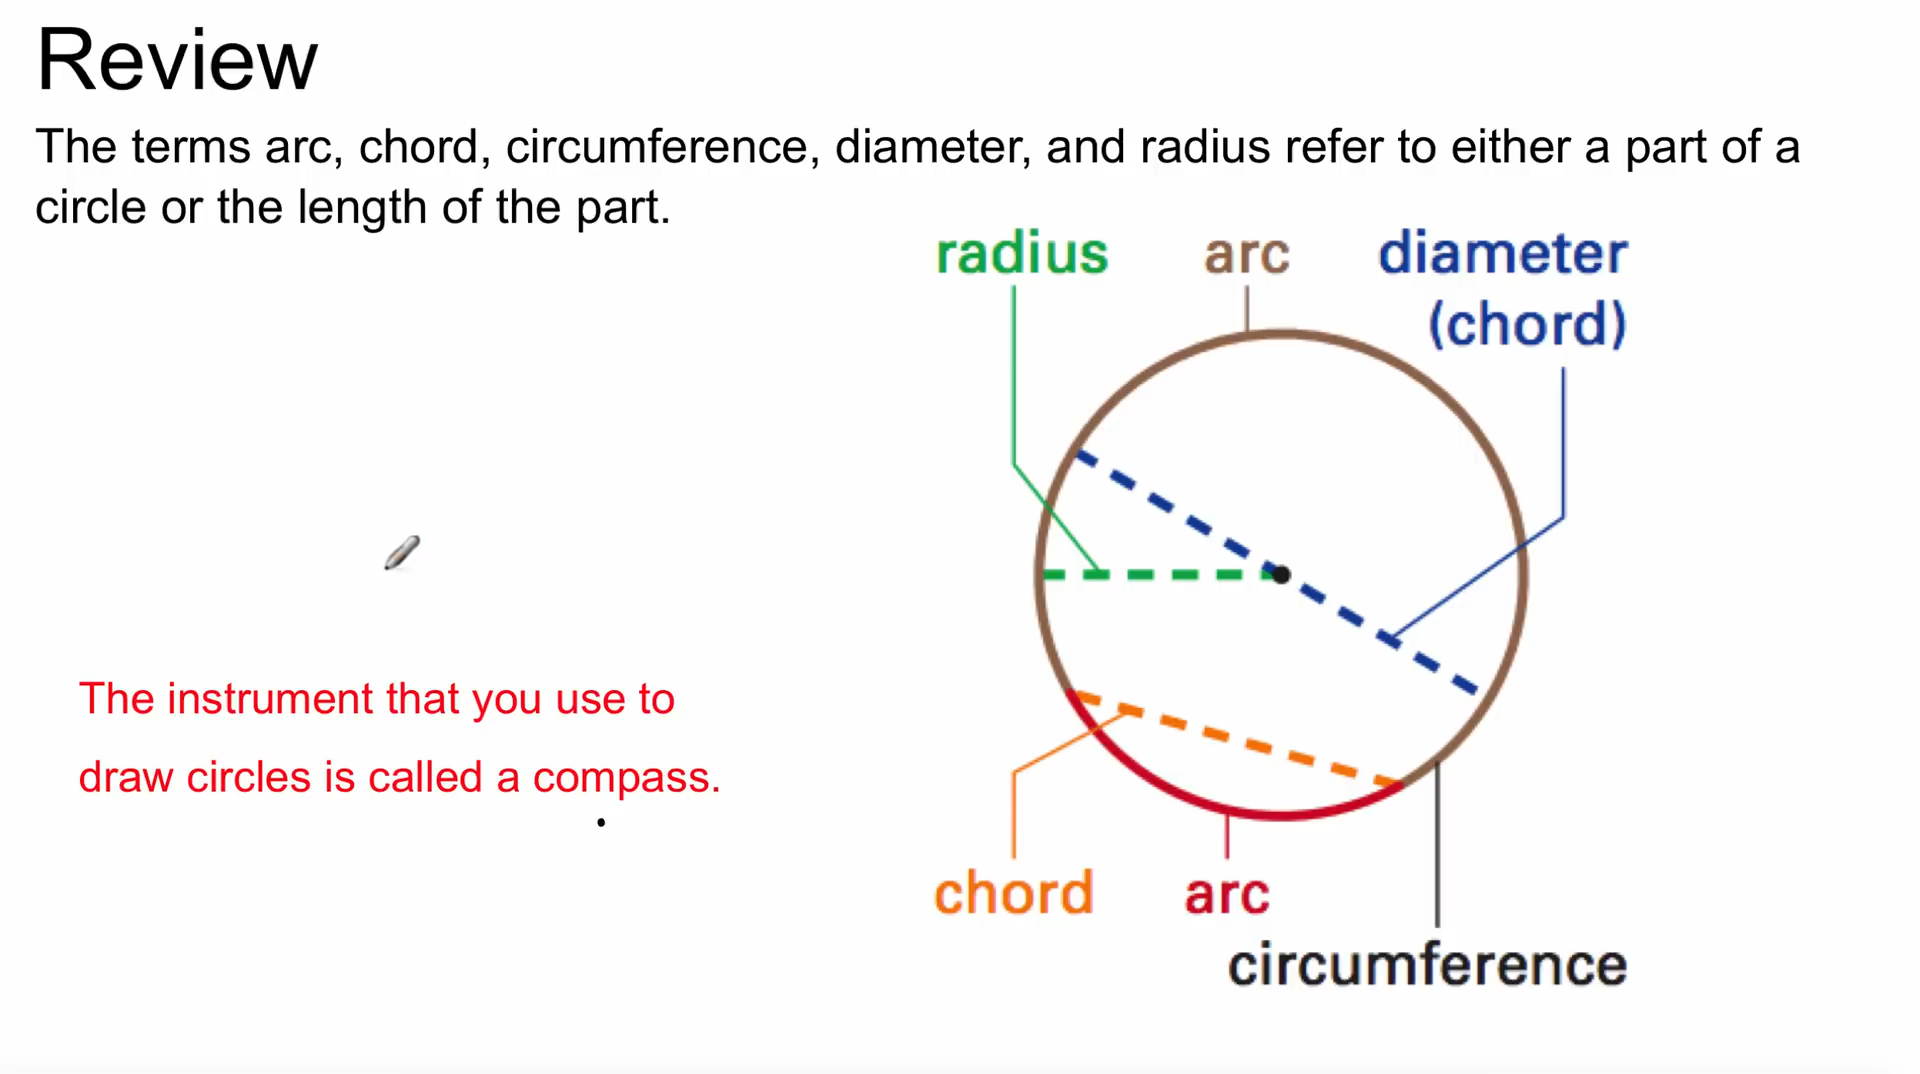 Review
The terms arc, chord, circumference, diameter, and radius refer to either a part of a
circle or the length of the part.
radius
arc
diameter
(chord)
The instrument that you use to
draw circles is called a compass.
chord
arc
circumference